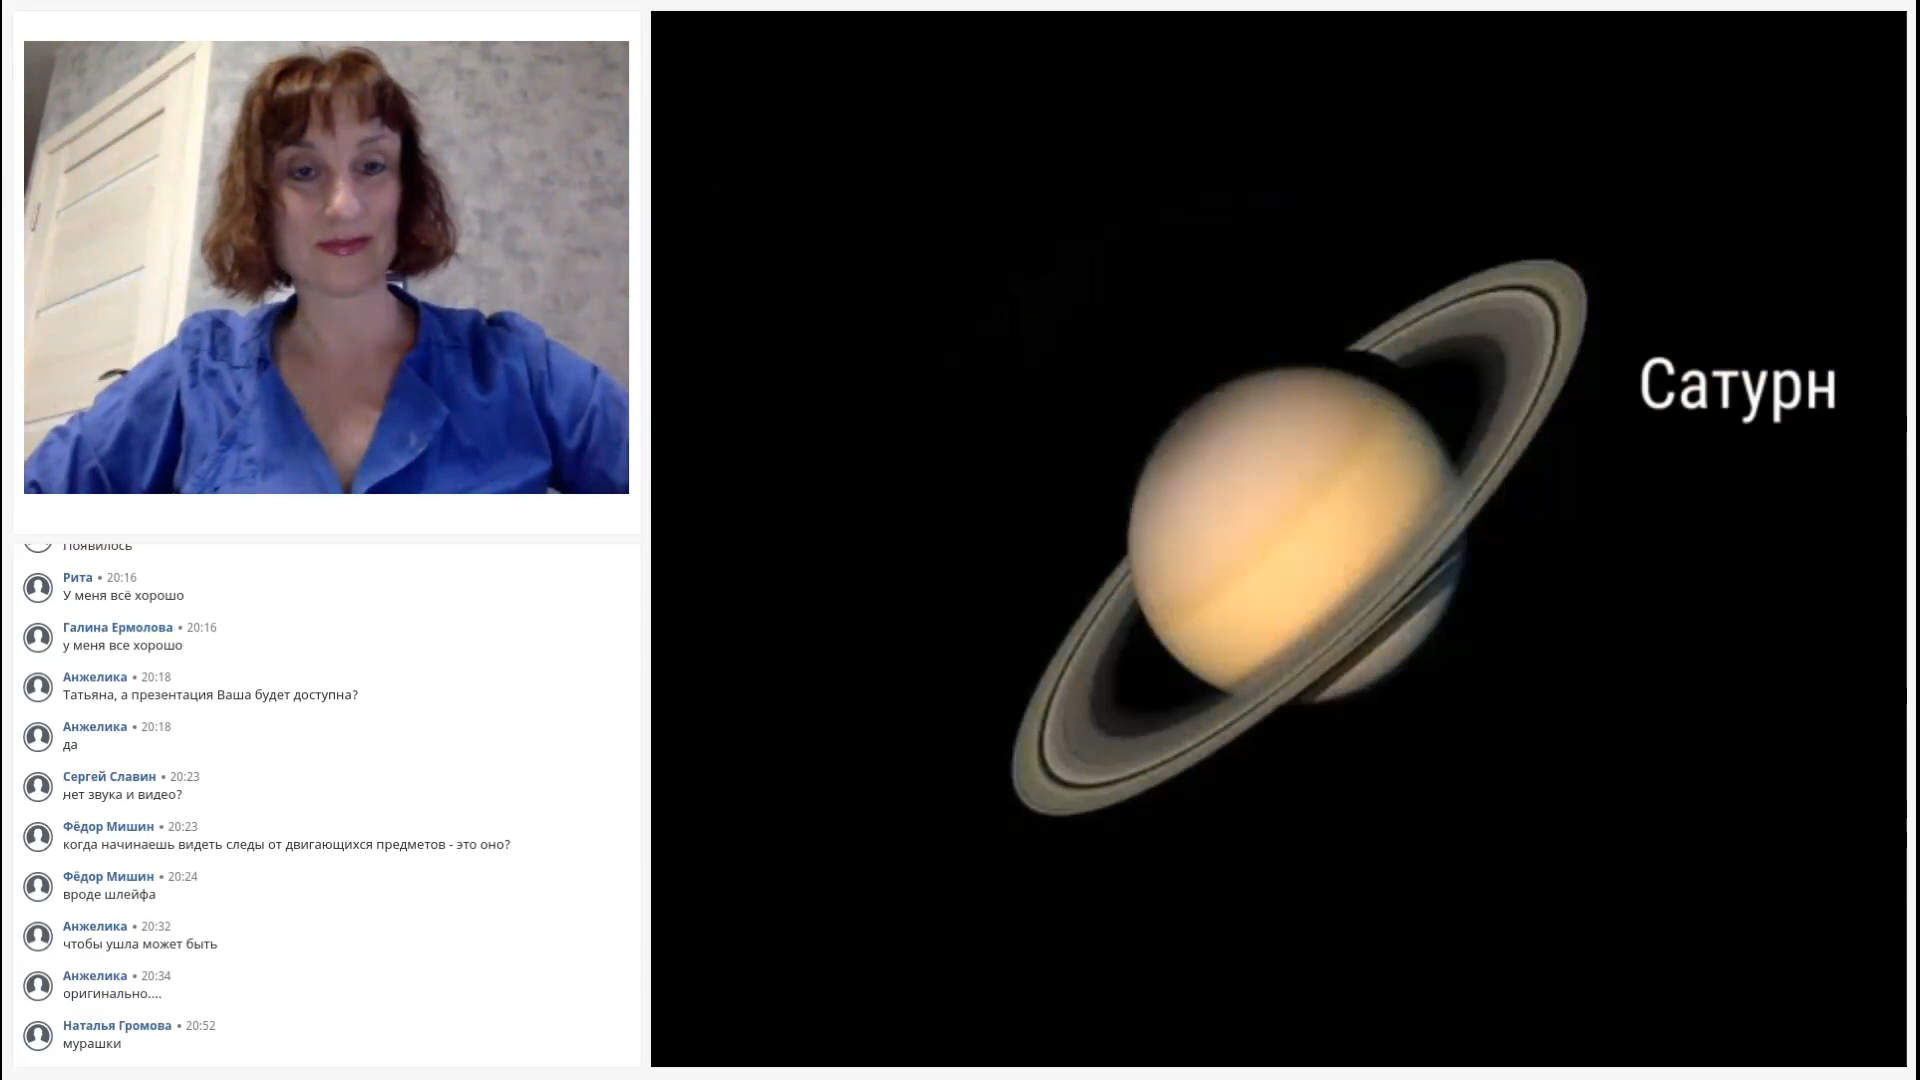 Появилось
Рита • 20:16
У меня всё хорошо
Галина Ермолова • 20:16
у меня все хорошо
Анжелика • 20:18
Татьяна, а презентация Ваша будет доступна?
Анжелика • 20:18
да
Сергей Славин • 20:23
нет звука и видео?
Фёдор Мишин • 20:23
когда начинаешь видеть следы от двигающихся предметов - это оно?
Фёдор Мишин • 20:24
вроде шлейфа
Анжелика • 20:32
чтобы ушла может быть
Анжелика • 20:34
оригинально....
Наталья Громова • 20:52
мурашки
Сатурн